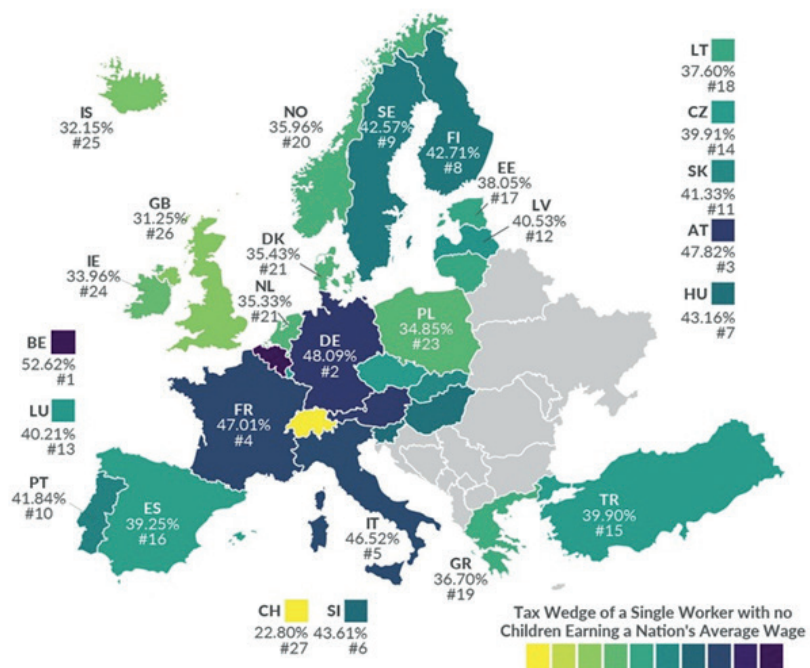 IS
32.15%
#25
NO
35.96%
#20
SE
42.57%
#9
FI
42.71%
#8
EE
38.05%
#17
LV
40.53%
#12
LT
37.60%
#18
CZ
39.91%
#14
SK
41.33%
#11
AT
47.82%
#3
HU
43.16%
#7
GB
31.25%
#26
IE
33.96%
#24
DK
35.43%
#21
NL
35.33%
#21
PL
34.85%
#23
DE
48.09%
#2
BE
52.62%
#1
LU
40.21%
#13
FR
47.01%
#4
PT
41.84%
#10
ES
39.25%
#16
IT
46.52%
#5
GR
36.70%
#19
TR
39.90%
#15
CH
22.80%
#27
SI
43.61%
#6
Tax Wedge of a Single Worker with no
Children Earning a Nation's Average Wage